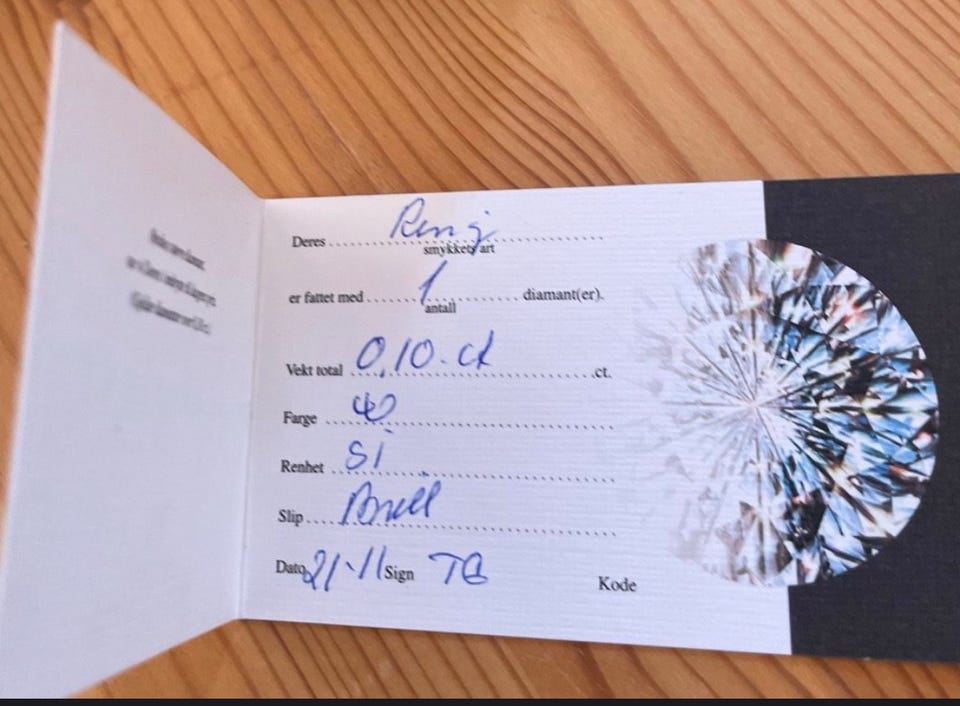 Deres Ring
smykkets art
er fattet med 1 diamant(er).
antall
Vekt total 0,10 ct ct.
Farge
Renhet SI
Slip Brill
Dato 21-11 Sign TG
Kode